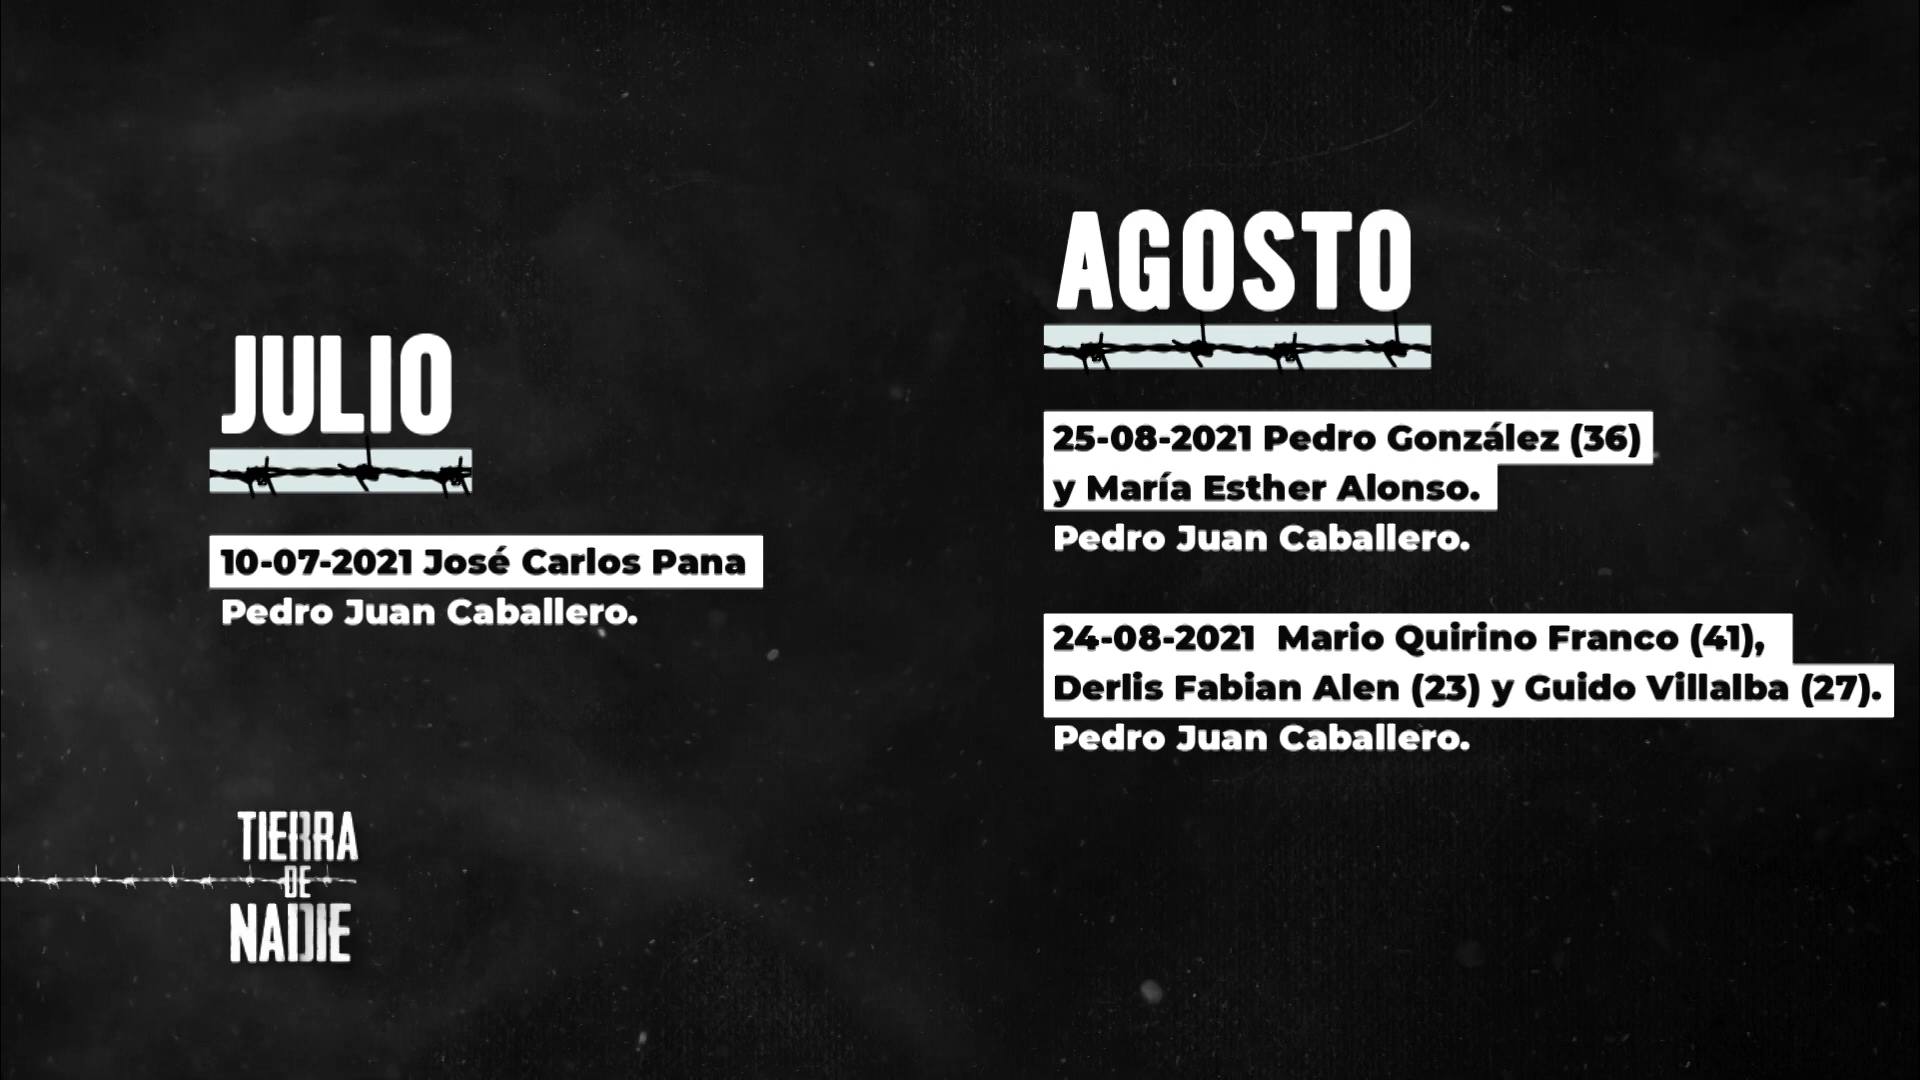 JULIO
10-07-2021 José Carlos Pana
Pedro Juan Caballero.
AGOSTO
25-08-2021 Pedro González (36)
y María Esther Alonso.
Pedro Juan Caballero.
24-08-2021 Mario Quirino Franco (41),
Derlis Fabian Alen (23) y Guido Villalba (27).
Pedro Juan Caballero.
TIERRA
DE
NADIE